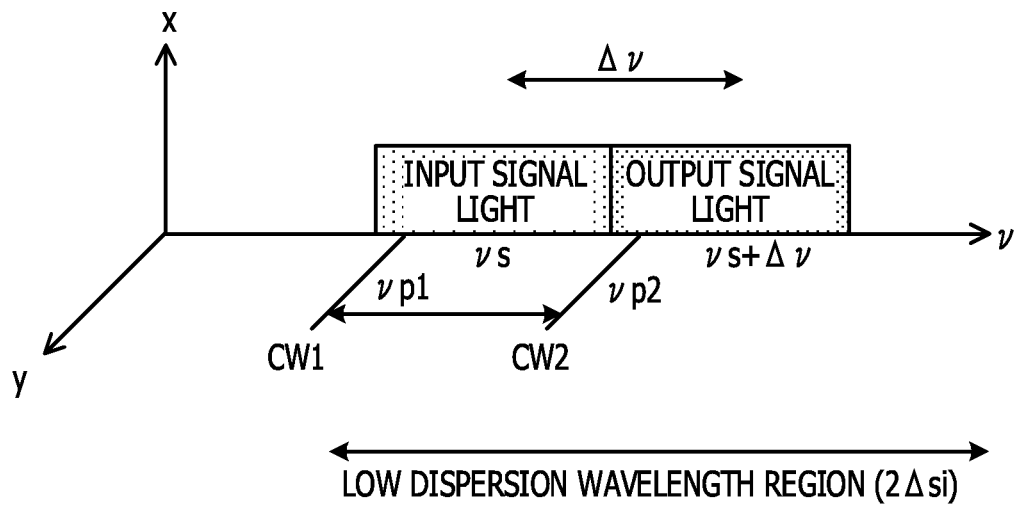 x
Δν
INPUT SIGNAL
LIGHT
OUTPUT SIGNAL
LIGHT
ν
νs
νs+Δν
νp1
νp2
CW1
CW2
y
LOW DISPERSION WAVELENGTH REGION (2Δsi)